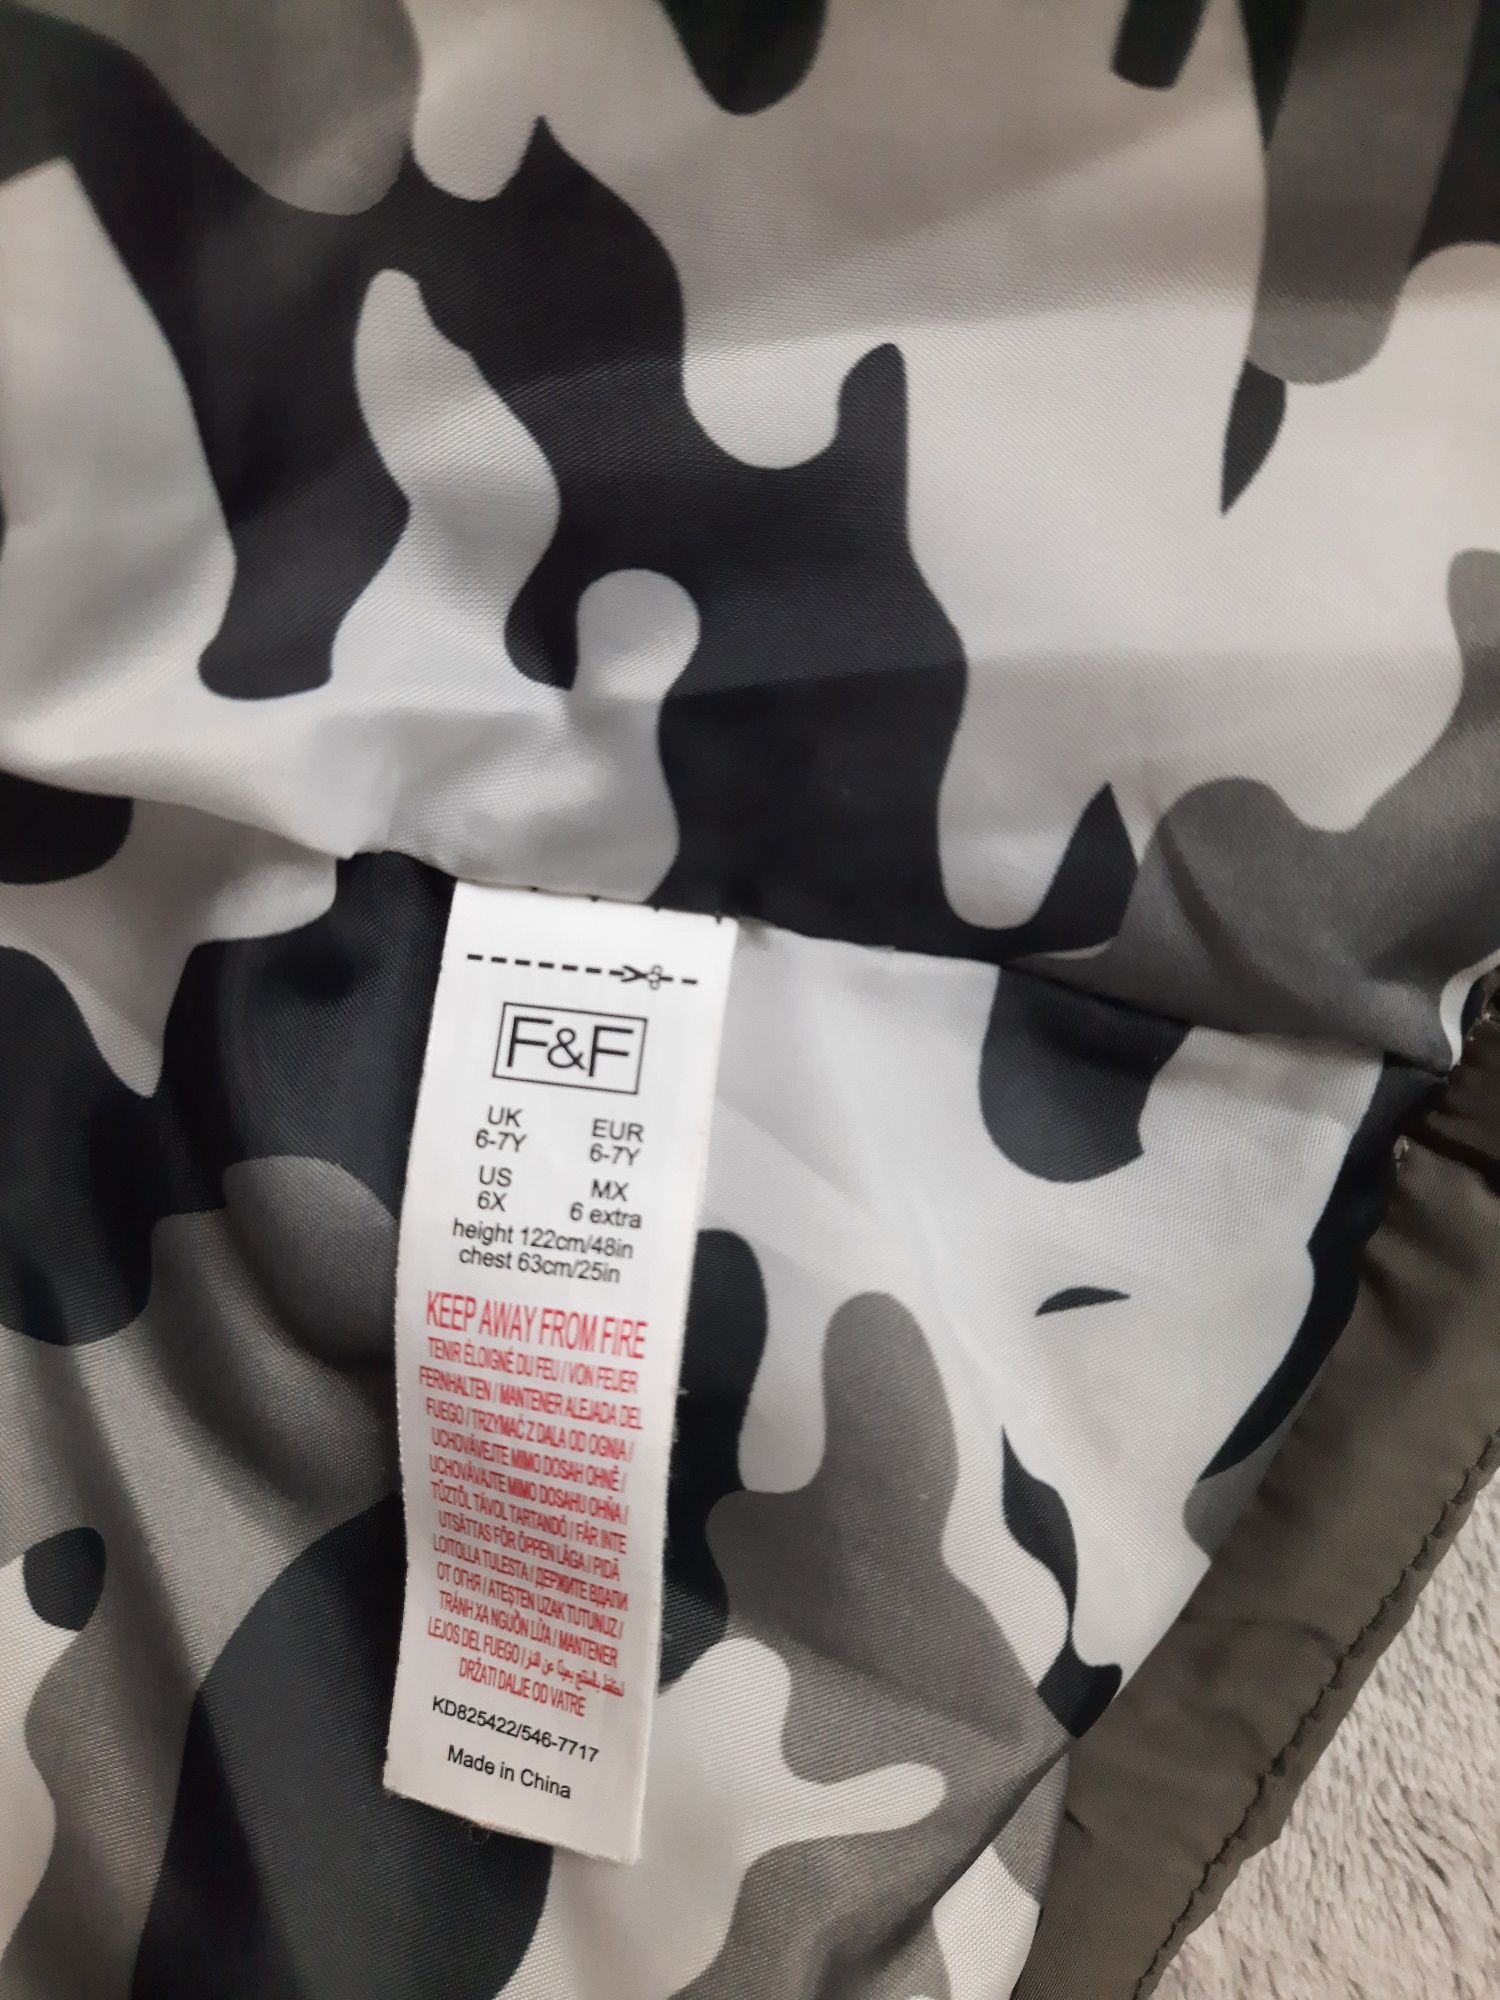 F&F
UK EUR
6-7Y 6-7Y
US MX
6X 6 extra
height 122cm/48in
chest 63cm/25in
KEEP AWAY FROM FIRE
TENIR ÉLOIGNÉ DU FEU / VON FEUER
FERNHALTEN / MANTENER ALEJADA DEL
FUEGO / TRZYMAĆ Z DALA OD OGNIA /
UCHOVÁVEJTE MIMO DOSAH OHNĚ /
UCHOVÁVAJTE MIMO DOSAHU OHŇA /
TŰZTŐL TÁVOL TARTANDÓ / FÅR INTE
UTSÄTTAS FÖR ÖPPEN LÅGA / PIDÄ
LOITOLLA TULESTA / ДЕРЖИТЕ ВДАЛИ
ОТ ОГНЯ / ATEŞTEN UZAK TUTUNUZ /
TRÁNH XA NGUỒN LỬA / MANTENER
LEJOS DEL FUEGO / بعيدًا عن النار
DRŽATI DALJE OD VATRE
KD825422/546-7717
Made in China